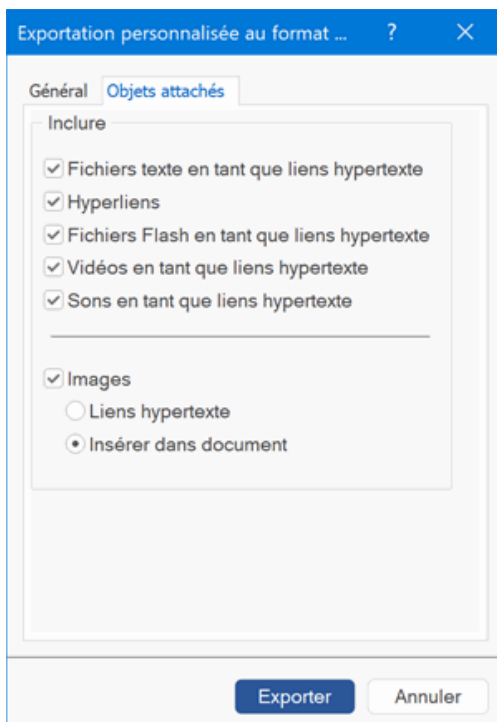 Exportation personnalisée au format ... ?
Général Objets attachés
Inclure
Fichiers texte en tant que liens hypertexte
Hyperliens
Fichiers Flash en tant que liens hypertexte
Vidéos en tant que liens hypertexte
Sons en tant que liens hypertexte
Images
Liens hypertexte
Insérer dans document
Exporter Annuler